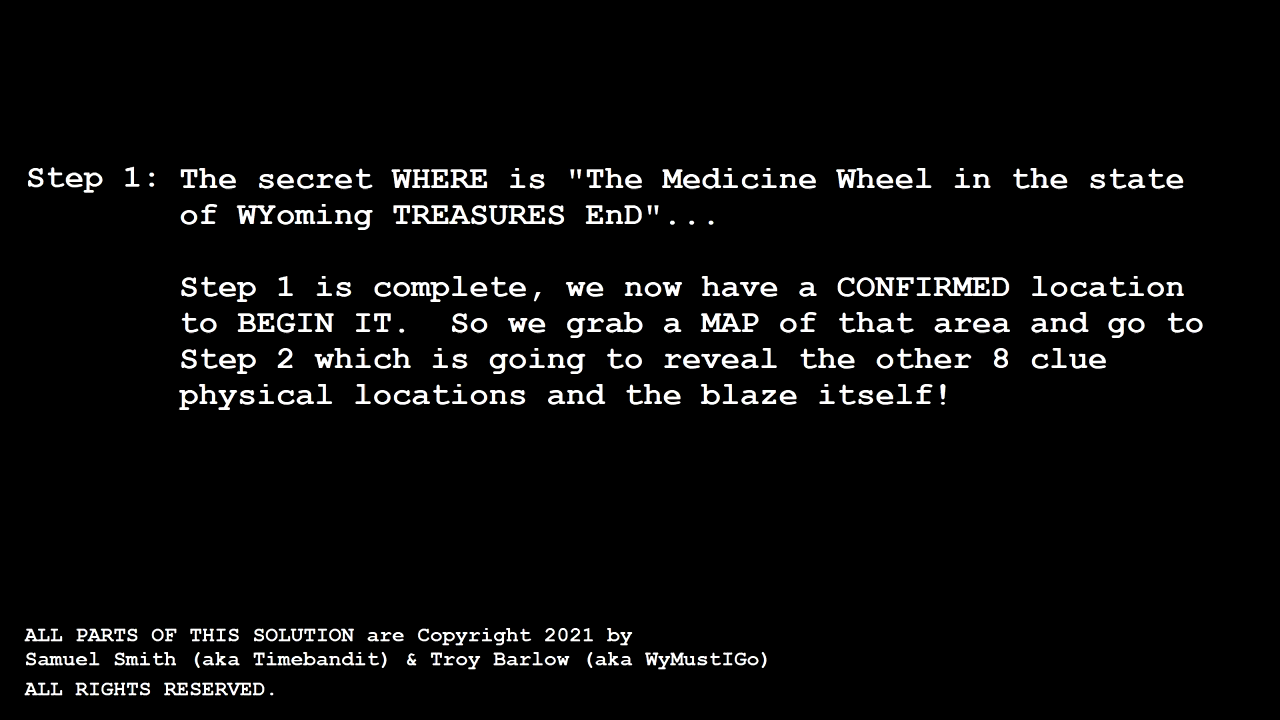 Step 1: The secret WHERE is "The Medicine Wheel in the state
of WYoming TREASURES EnD"...
Step 1 is complete, we now have a CONFIRMED location
to BEGIN IT.  So we grab a MAP of that area and go to
Step 2 which is going to reveal the other 8 clue
physical locations and the blaze itself!
ALL PARTS OF THIS SOLUTION are Copyright 2021 by
Samuel Smith (aka Timebandit) & Troy Barlow (aka WyMustIGo)
ALL RIGHTS RESERVED.